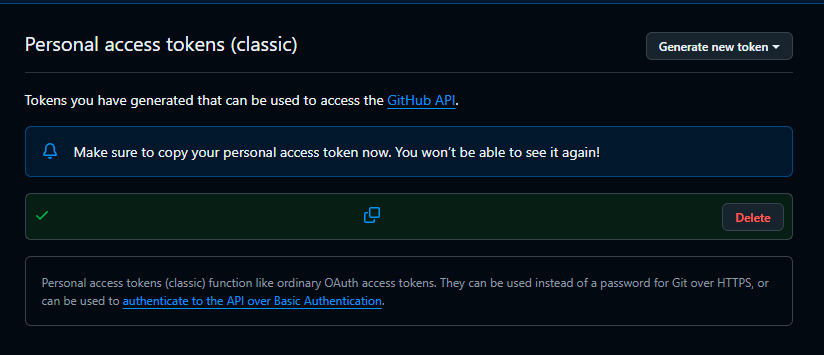 Personal access tokens (classic)
Generate new token
Tokens you have generated that can be used to access the GitHub API.
Make sure to copy your personal access token now. You won’t be able to see it again!
Delete
Personal access tokens (classic) function like ordinary OAuth access tokens. They can be used instead of a password for Git over HTTPS, or
can be used to authenticate to the API over Basic Authentication.